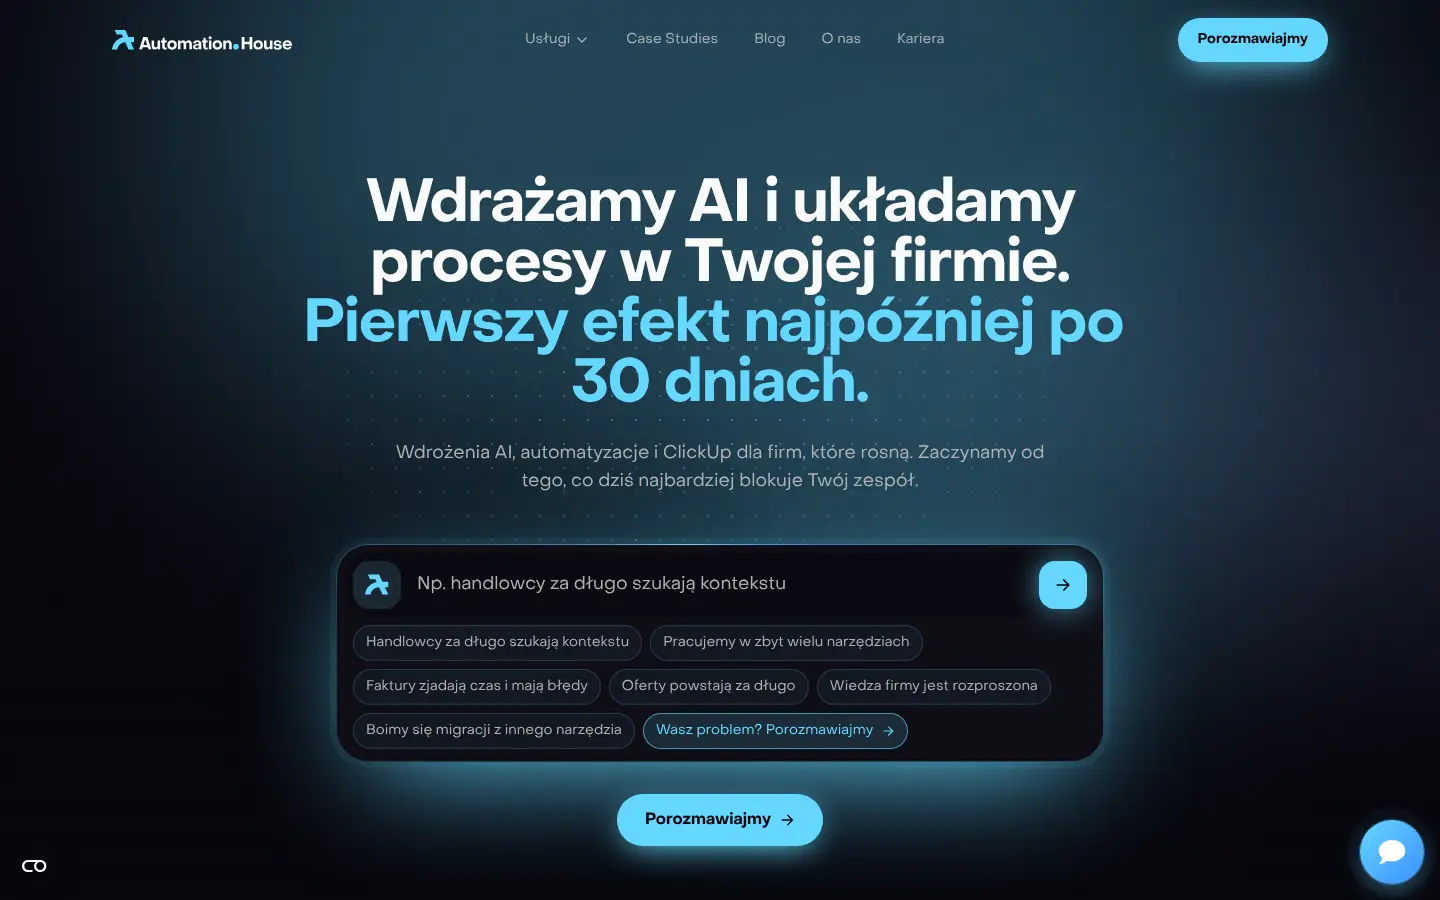 Automation.House
Usługi
Case Studies
Blog
O nas
Kariera
Porozmawiajmy
Wdrażamy AI i układamy
procesy w Twojej firmie.
Pierwszy efekt najpóźniej po
30 dniach.
Wdrożenia AI, automatyzacje i ClickUp dla firm, które rosną. Zaczynamy od
tego, co dziś najbardziej blokuje Twój zespół.
Np. handlowcy za długo szukają kontekstu
Handlowcy za długo szukają kontekstu
Pracujemy w zbyt wielu narzędziach
Faktury zjadają czas i mają błędy
Oferty powstają za długo
Wiedza firmy jest rozproszona
Boimy się migracji z innego narzędzia
Wasz problem? Porozmawiajmy →
Porozmawiajmy →